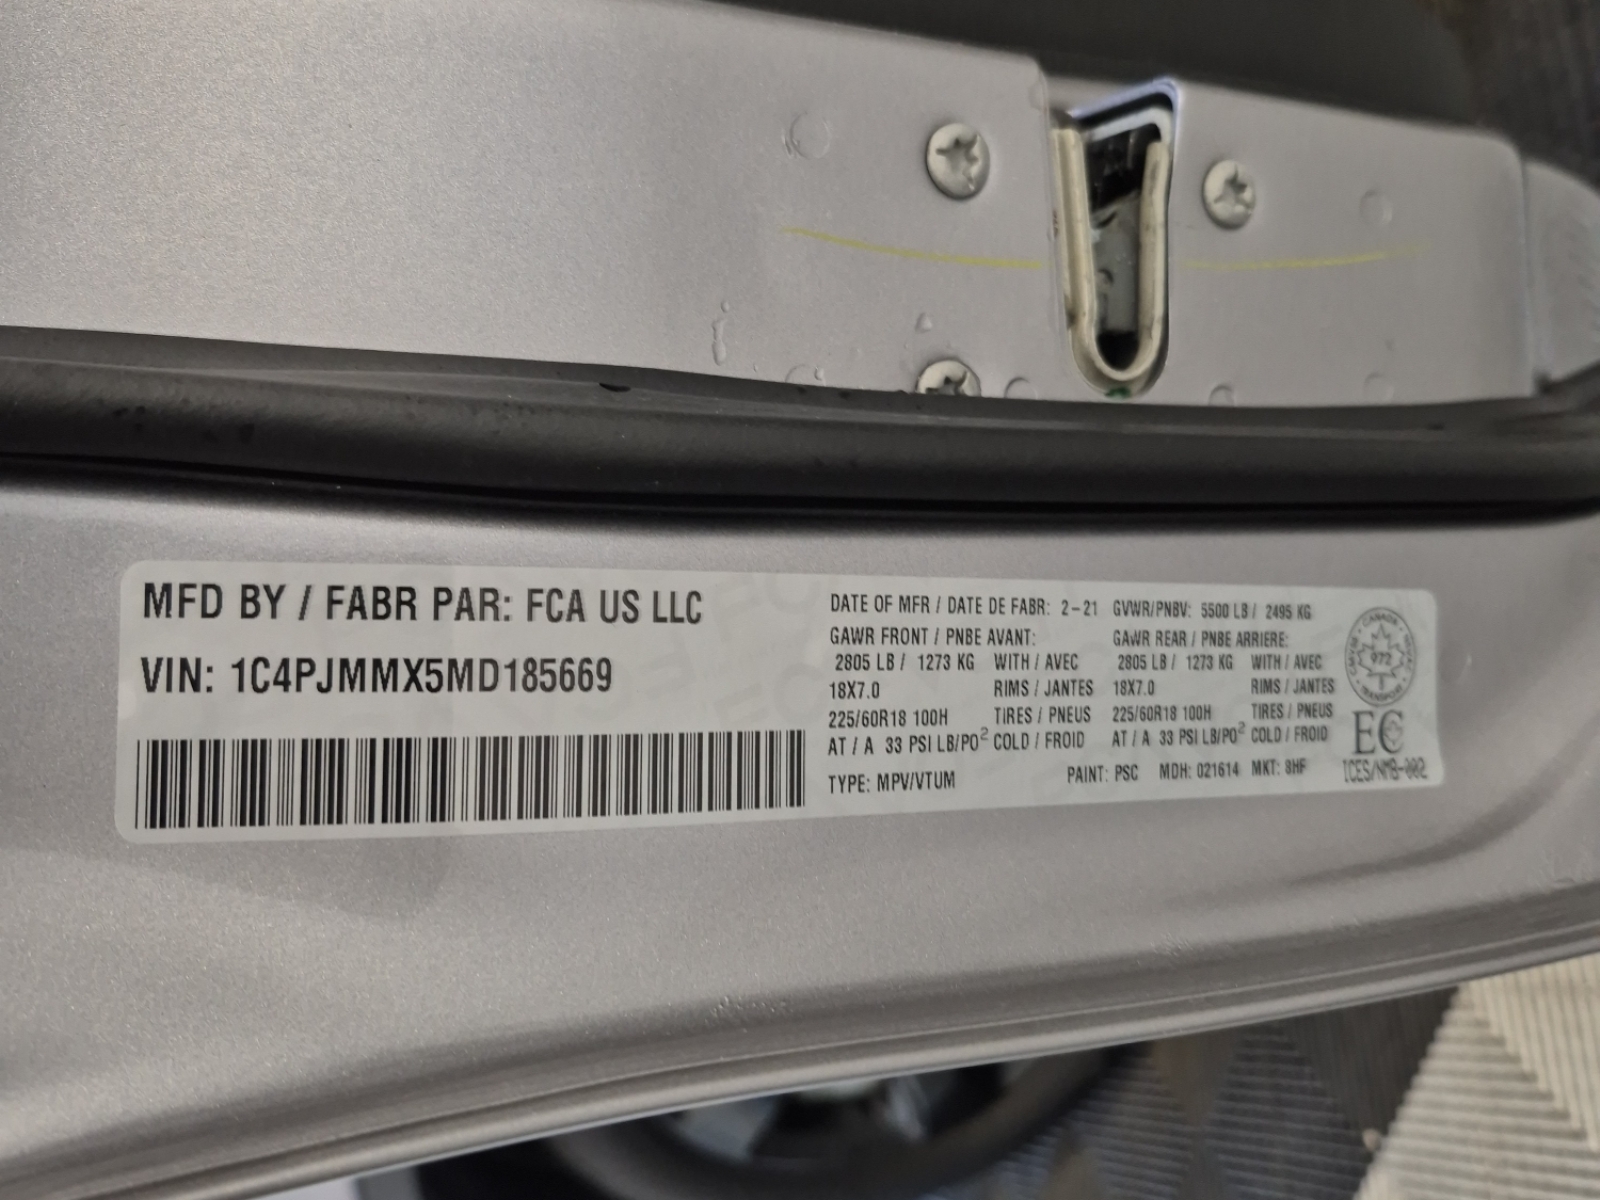 MFD BY / FABR PAR: FCA US LLC
VIN: 1C4PJMMX5MD185669
DATE OF MFR / DATE DE FABR: 2-21 GVWR/PNBV: 5500 LB / 2495 KG
GAWR FRONT / PNBE AVANT: GAWR REAR / PNBE ARRIERE:
2805 LB / 1273 KG WITH / AVEC 2805 LB / 1273 KG WITH / AVEC
18X7.0 RIMS / JANTES 18X7.0 RIMS / JANTES
225/60R18 100H TIRES / PNEUS 225/60R18 100H TIRES / PNEUS
AT / A 33 PSI LB/PO² COLD / FROID AT / A 33 PSI LB/PO² COLD / FROID
TYPE: MPV/VTUM PAINT: PSC MDH: 021614 MKT: 8HF
CANADA
972
TRANSPORT
EC
ICES/NMB-002